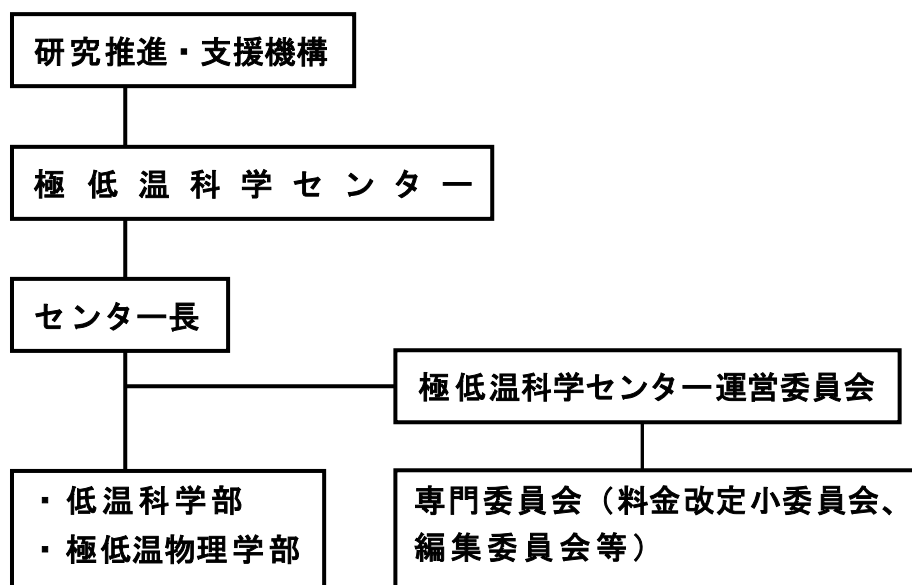 研究推進・支援機構
極低温科学センター
センター長
極低温科学センター運営委員会
・低温科学部
・極低温物理学部
専門委員会（料金改定小委員会、
編集委員会等）